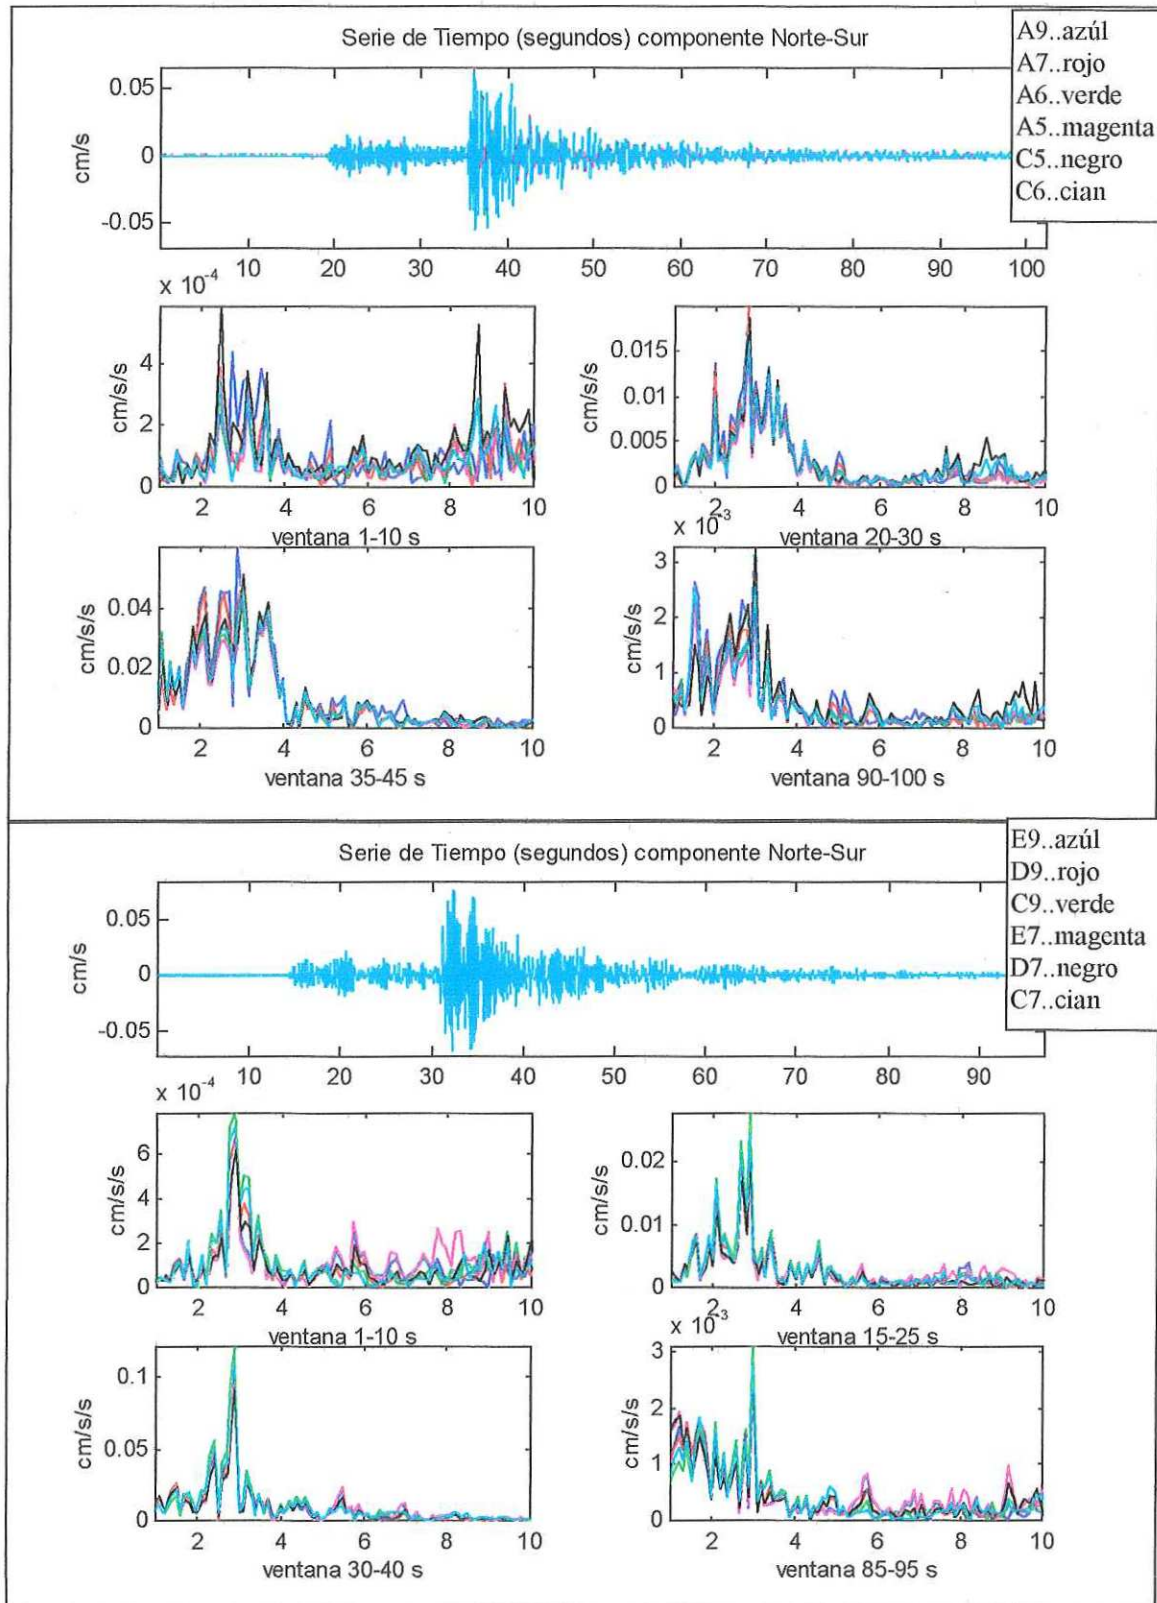 Serie de Tiempo (segundos) componente Norte-Sur
A9..azúl
A7..rojo
A6..verde
A5..magenta
C5..negro
C6..cian
0.05
0
-0.05
cm/s
10 20 30 40 50 60 70 80 90 100
x 10⁻⁴
4
2
0
cm/s/s
2 4 6 8 10
ventana 1-10 s
0.015
0.01
0.005
0
cm/s/s
2 4 6 8 10
ventana 20-30 s
0.04
0.02
0
cm/s/s
2 4 6 8 10
ventana 35-45 s
x 10⁻³
3
2
1
0
cm/s/s
2 4 6 8 10
ventana 90-100 s
Serie de Tiempo (segundos) componente Norte-Sur
E9..azúl
D9..rojo
C9..verde
E7..magenta
D7..negro
C7..cian
0.05
0
-0.05
cm/s
10 20 30 40 50 60 70 80 90
x 10⁻⁴
6
4
2
0
cm/s/s
2 4 6 8 10
ventana 1-10 s
0.02
0.01
0
cm/s/s
2 4 6 8 10
ventana 15-25 s
0.1
0.05
0
cm/s/s
2 4 6 8 10
ventana 30-40 s
x 10⁻³
3
2
1
0
cm/s/s
2 4 6 8 10
ventana 85-95 s